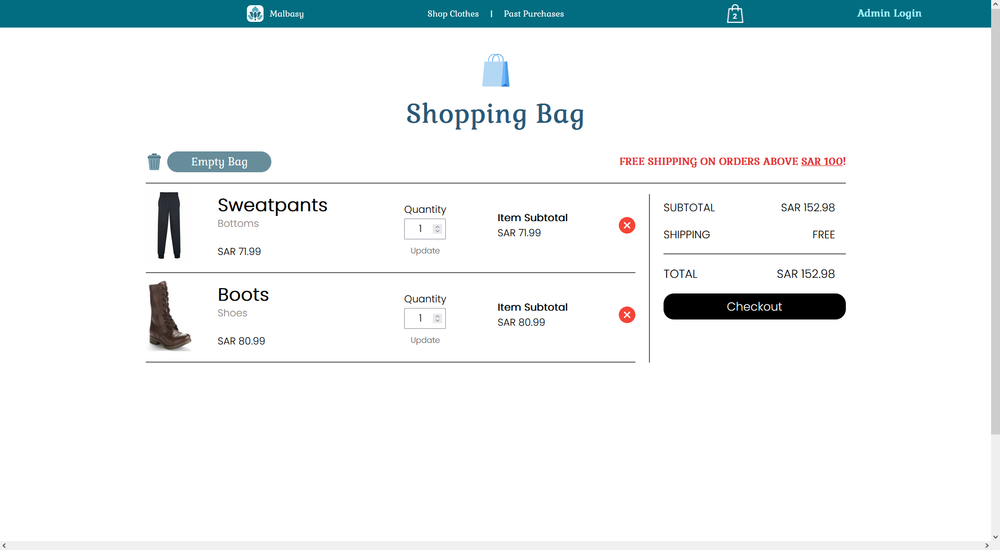 Malbasy
Shop Clothes | Past Purchases
2
Admin Login
Shopping Bag
Empty Bag
FREE SHIPPING ON ORDERS ABOVE SAR 100!
Sweatpants
Bottoms
SAR 71.99
Quantity
1
Update
Item Subtotal
SAR 71.99
Boots
Shoes
SAR 80.99
Quantity
1
Update
Item Subtotal
SAR 80.99
SUBTOTAL SAR 152.98
SHIPPING FREE
TOTAL SAR 152.98
Checkout